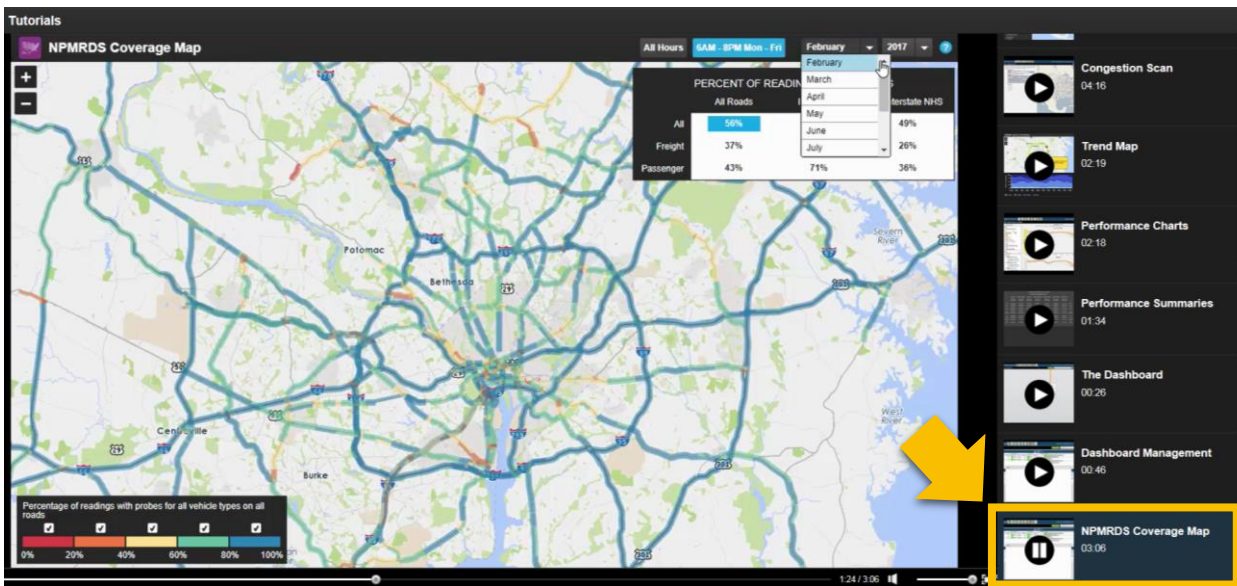 Tutorials
NPMRDS Coverage Map
All Hours 6AM - 8PM Mon - Fri February 2017 ?
February
March
April
May
June
July
PERCENT OF READIN
All Roads terstate NHS
All 56% 49%
Freight 37% 26%
Passenger 43% 71% 36%
+
−
Potomac
Bethesda
Severn
River
West
River
Burke
Percentage of readings with probes for all vehicle types on all
roads
0% 20% 40% 60% 80% 100%
1:24 / 3:06
Congestion Scan
04:16
Trend Map
02:19
Performance Charts
02:18
Performance Summaries
01:34
The Dashboard
00:26
Dashboard Management
00:46
NPMRDS Coverage Map
03:06